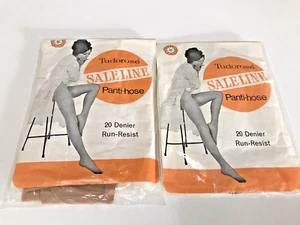 Tudorose
SALE LINE
Panti-hose
20 Denier
Run-Resist
Tudorose
SALE LINE
Panti-hose
20 Denier
Run-Resist